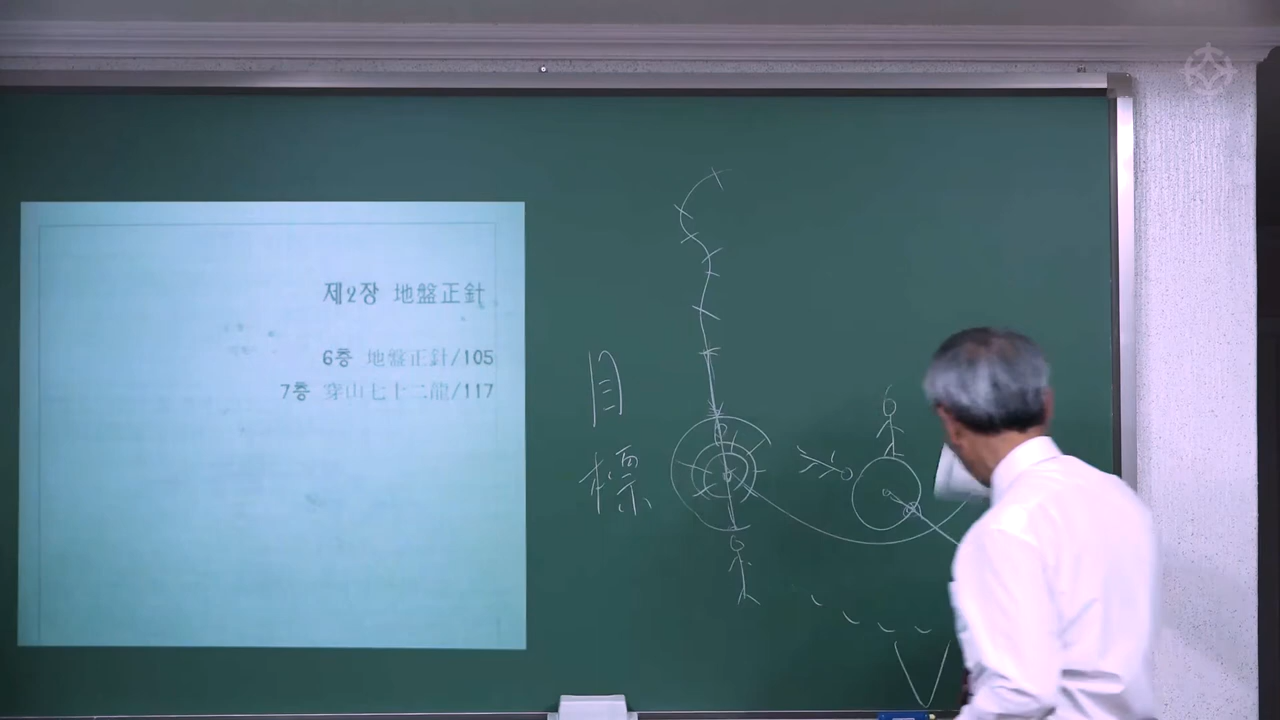 제2장 地盤正針
6층 地盤正針/105
7층 穿山七十二龍/117
目
標